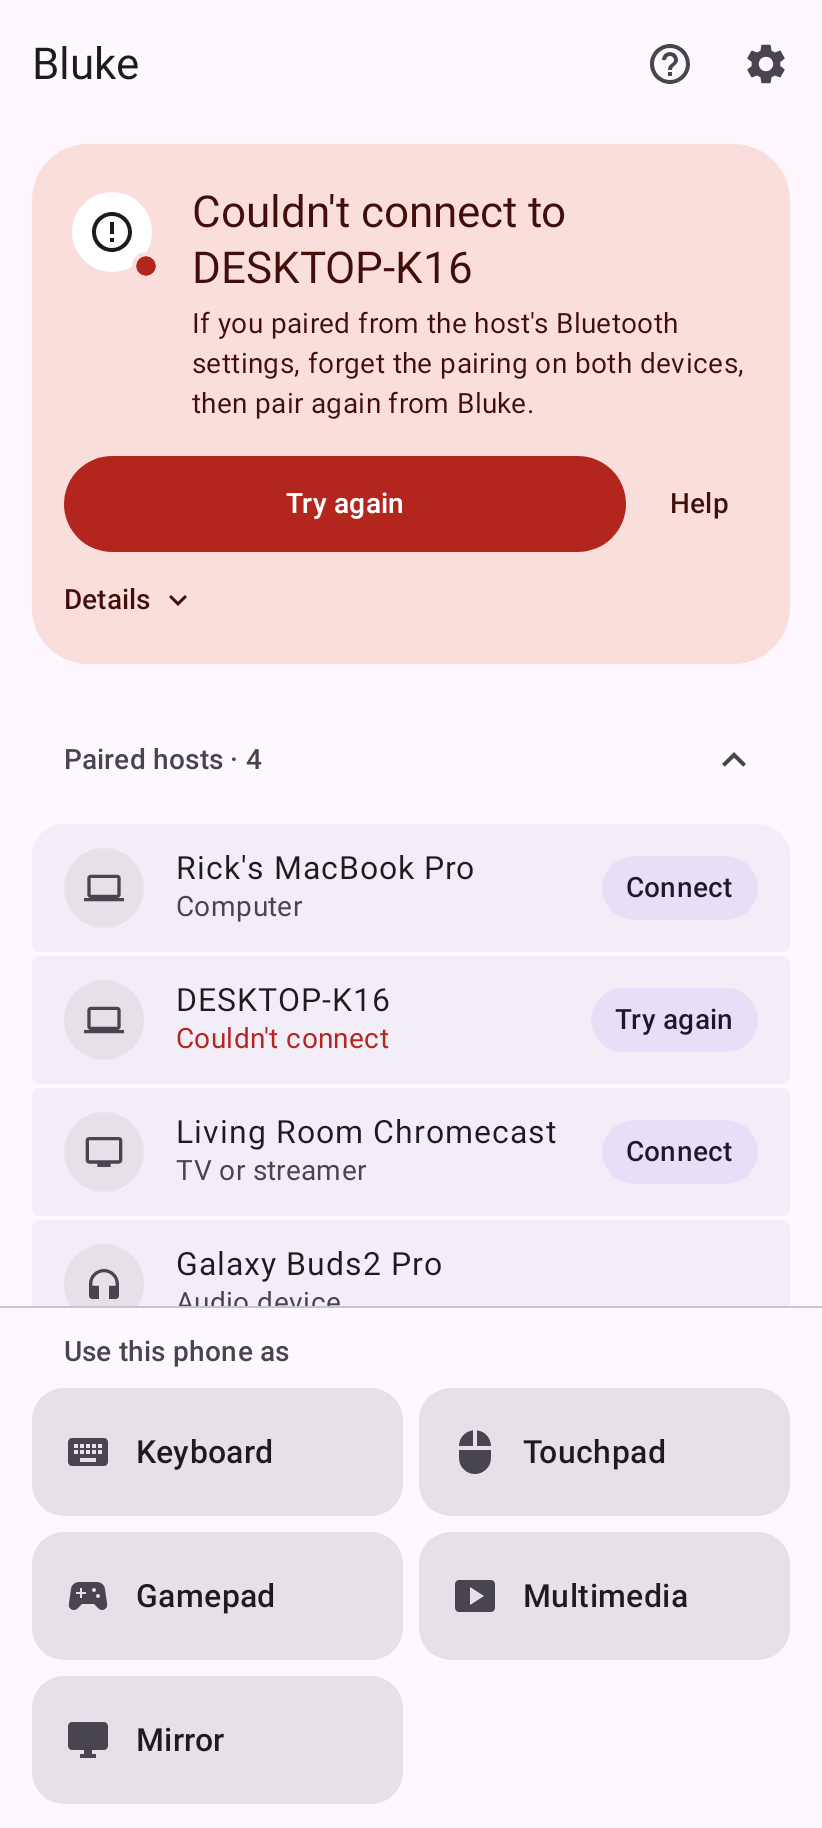 Bluke
Couldn't connect to
DESKTOP-K16
If you paired from the host's Bluetooth
settings, forget the pairing on both devices,
then pair again from Bluke.
Try again
Help
Details
Paired hosts · 4
Rick's MacBook Pro
Computer
Connect
DESKTOP-K16
Couldn't connect
Try again
Living Room Chromecast
TV or streamer
Connect
Galaxy Buds2 Pro
Audio device
Use this phone as
Keyboard
Touchpad
Gamepad
Multimedia
Mirror